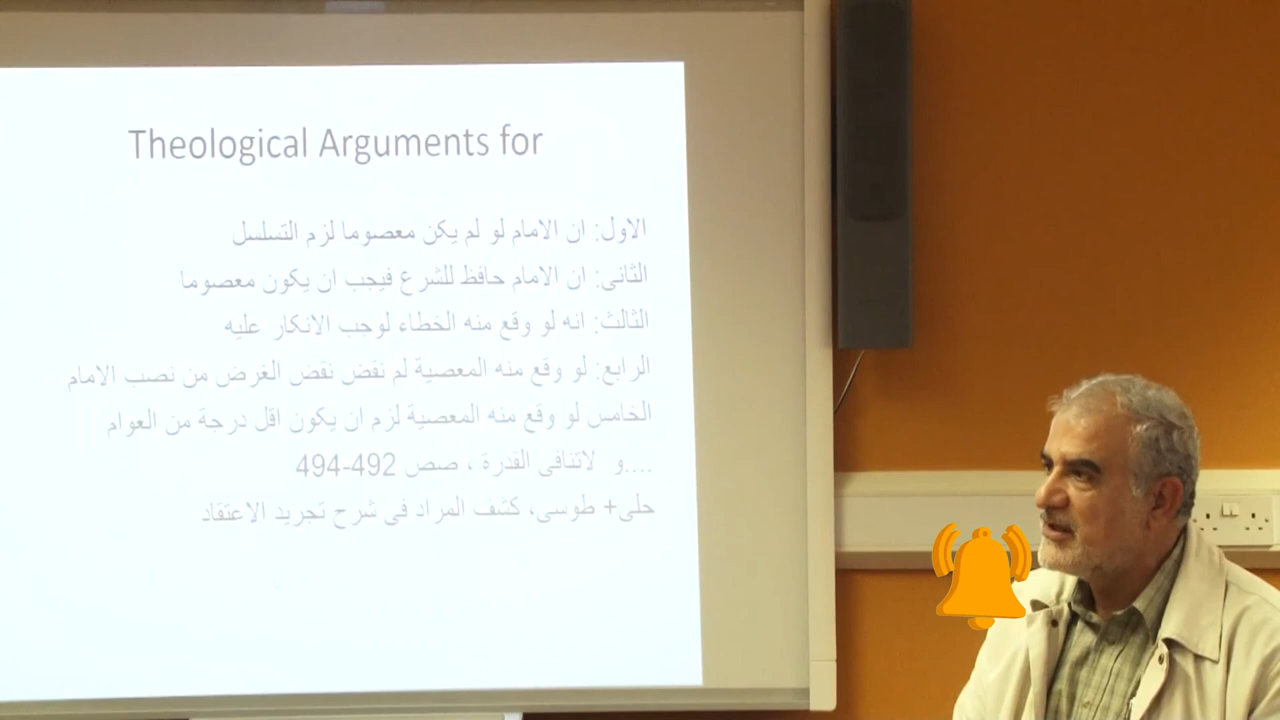 Theological Arguments for
الاول: ان الامام لو لم يكن معصوما لزم التسلسل
الثانى: ان الامام حافظ للشرع فيجب ان يكون معصوما
الثالث: انه لو وقع منه الخطاء لوجب الانكار عليه
الرابع: لو وقع منه المعصية لم نقض نقض الغرض من نصب الامام
الخامس لو وقع منه المعصية لزم ان يكون اقل درجة من العوام
....و لاتنافى القدرة ، صص 492-494
حلى+ طوسى، كشف المراد فى شرح تجريد الاعتقاد